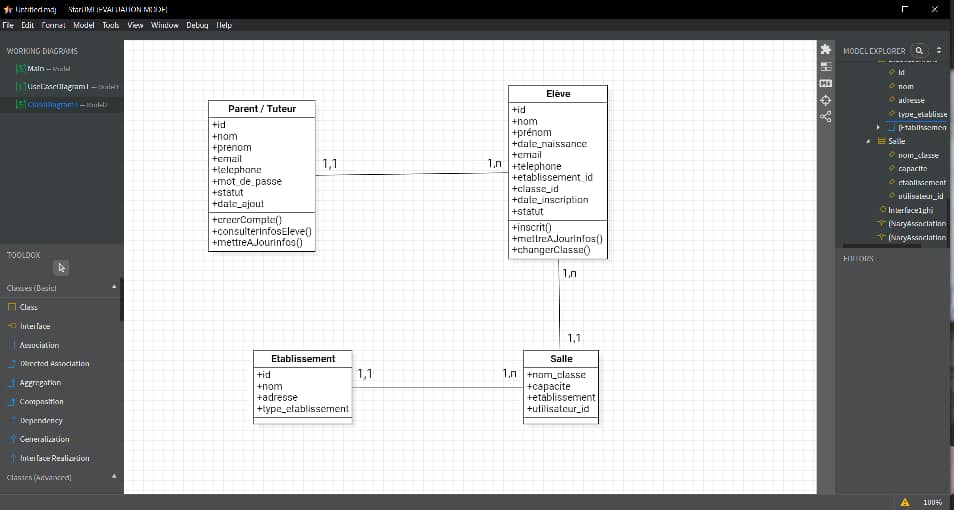 Untitled.mdj — StarUML (EVALUATION MODE)
File Edit Format Model Tools View Window Debug Help
WORKING DIAGRAMS
Main — Model
UseCaseDiagram1 — Model1
ClassDiagram1 — Model2
TOOLBOX
Classes (Basic)
Class
Interface
Association
Directed Association
Aggregation
Composition
Dependency
Generalization
Interface Realization
Classes (Advanced)
Parent / Tuteur
+id
+nom
+prenom
+email
+telephone
+mot_de_passe
+statut
+date_ajout
+creerCompte()
+consulterInfosEleve()
+mettreAJourInfos()
1,1
1,n
Elève
+id
+nom
+prénom
+date_naissance
+email
+telephone
+etablissement_id
+classe_id
+date_inscription
+statut
+inscrit()
+mettreAJourInfos()
+changerClasse()
1,n
1,1
Etablissement
+id
+nom
+adresse
+type_etablissement
1,1
1,n
Salle
+nom_classe
+capacite
+etablissement
+utilisateur_id
MODEL EXPLORER
id
nom
adresse
type_etablisse
(Etablissemen
Salle
nom_classe
capacite
etablissement
utilisateur_id
Interface1ghj
(NaryAssociation
(NaryAssociation
EDITORS
100%